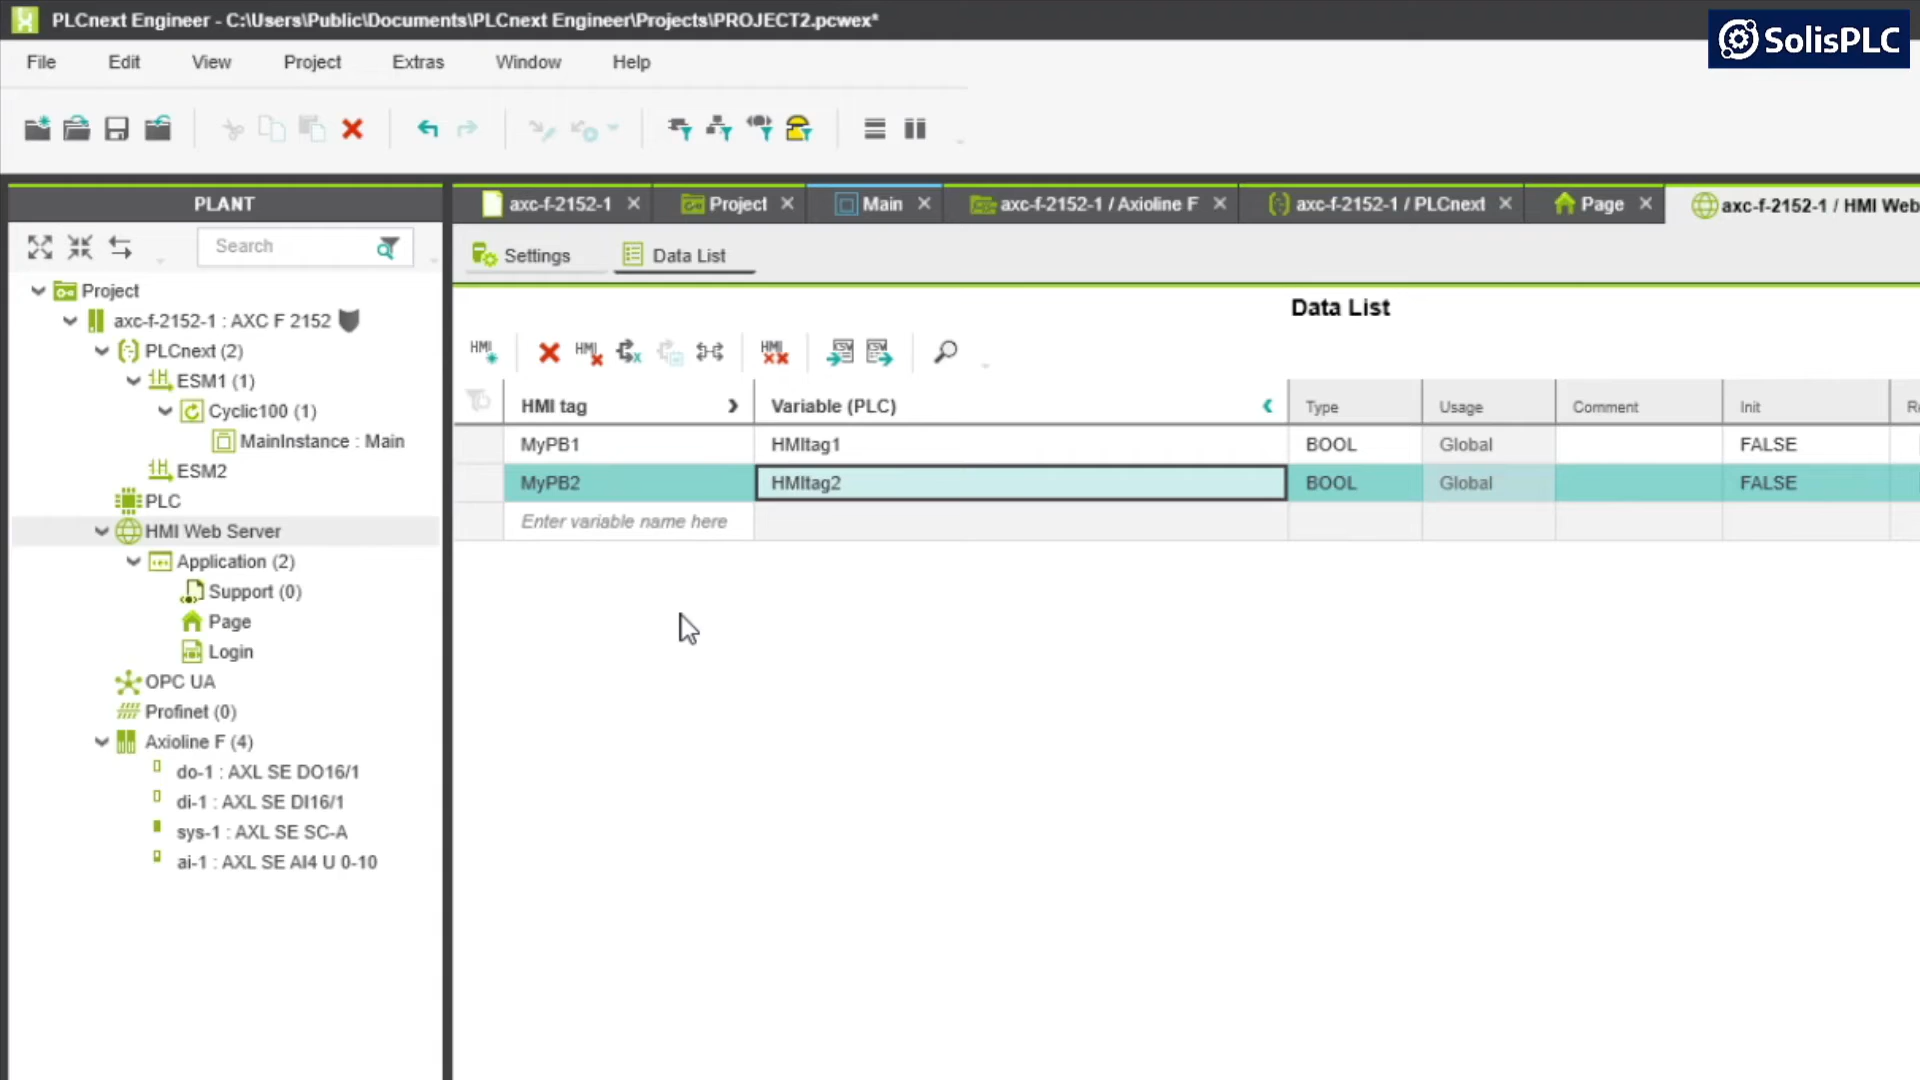 PLCnext Engineer - C:\Users\Public\Documents\PLCnext Engineer\Projects\PROJECT2.pcwex*
SolisPLC
File Edit View Project Extras Window Help
PLANT
axc-f-2152-1 Project Main axc-f-2152-1 / Axioline F axc-f-2152-1 / PLCnext Page axc-f-2152-1 / HMI Web
Search
Settings Data List
Data List
HMI tag Variable (PLC) Type Usage Comment Init
MyPB1 HMItag1 BOOL Global FALSE
MyPB2 HMItag2 BOOL Global FALSE
Enter variable name here
Project
axc-f-2152-1 : AXC F 2152
PLCnext (2)
ESM1 (1)
Cyclic100 (1)
MainInstance : Main
ESM2
PLC
HMI Web Server
Application (2)
Support (0)
Page
Login
OPC UA
Profinet (0)
Axioline F (4)
do-1 : AXL SE DO16/1
di-1 : AXL SE DI16/1
sys-1 : AXL SE SC-A
ai-1 : AXL SE AI4 U 0-10